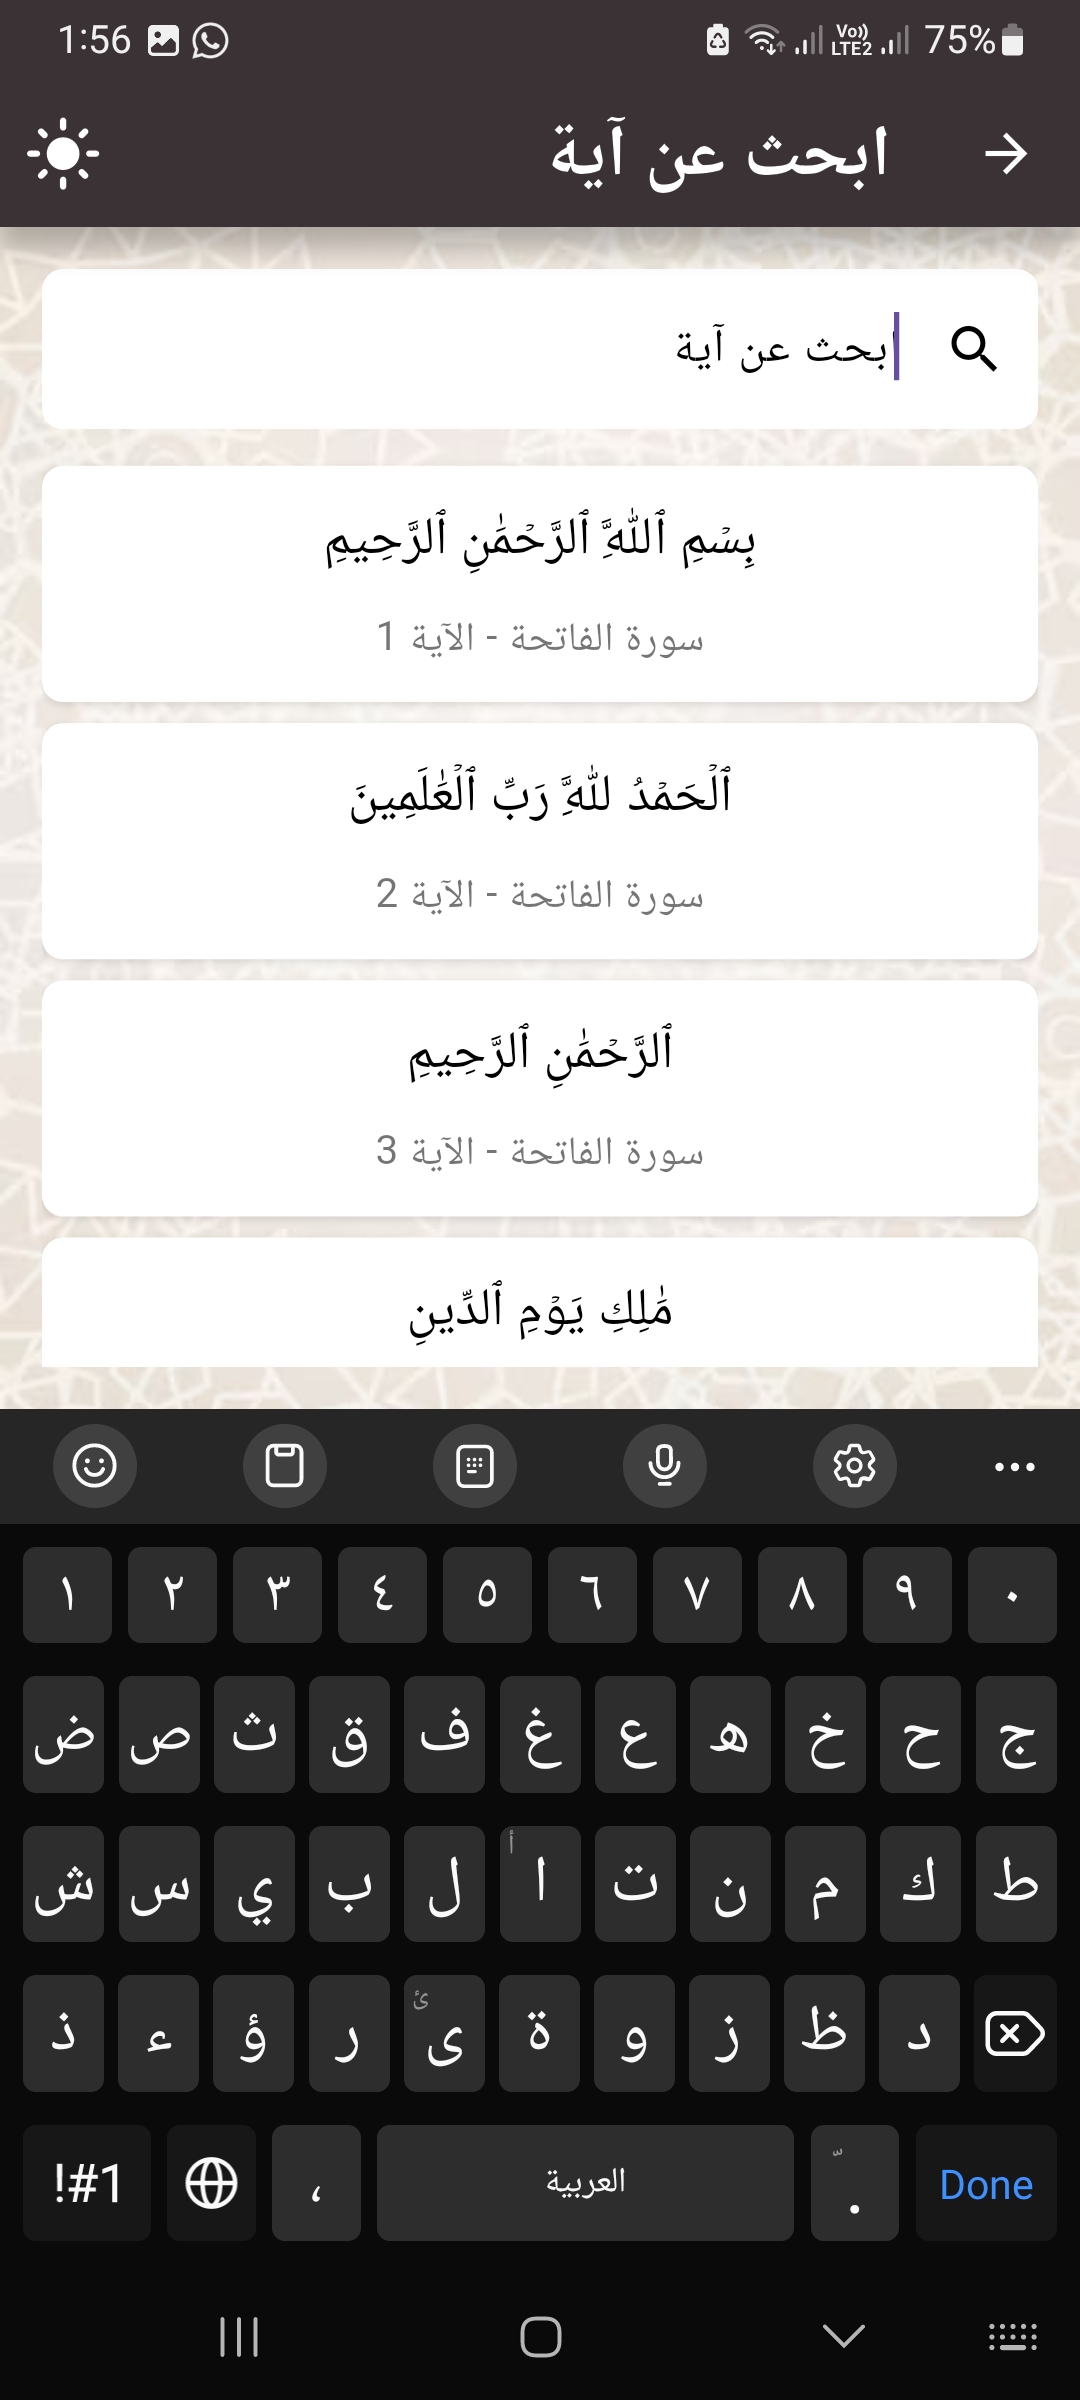 1:56
Vo))
LTE2
75%
ابحث عن آية
ابحث عن آية
بِسۡمِ ٱللَّهِ ٱلرَّحۡمَٰنِ ٱلرَّحِيمِ
سورة الفاتحة - الآية 1
ٱلۡحَمۡدُ لِلَّهِ رَبِّ ٱلۡعَٰلَمِينَ
سورة الفاتحة - الآية 2
ٱلرَّحۡمَٰنِ ٱلرَّحِيمِ
سورة الفاتحة - الآية 3
مَٰلِكِ يَوۡمِ ٱلدِّينِ
١ ٢ ٣ ٤ ٥ ٦ ٧ ٨ ٩ ٠
ض ص ث ق ف غ ع ه خ ح ج
ش س ي ب ل أ ا ت ن م ك ط
ذ ء ؤ ر ئ ى ة و ز ظ د
!#1 ، العربية . Done